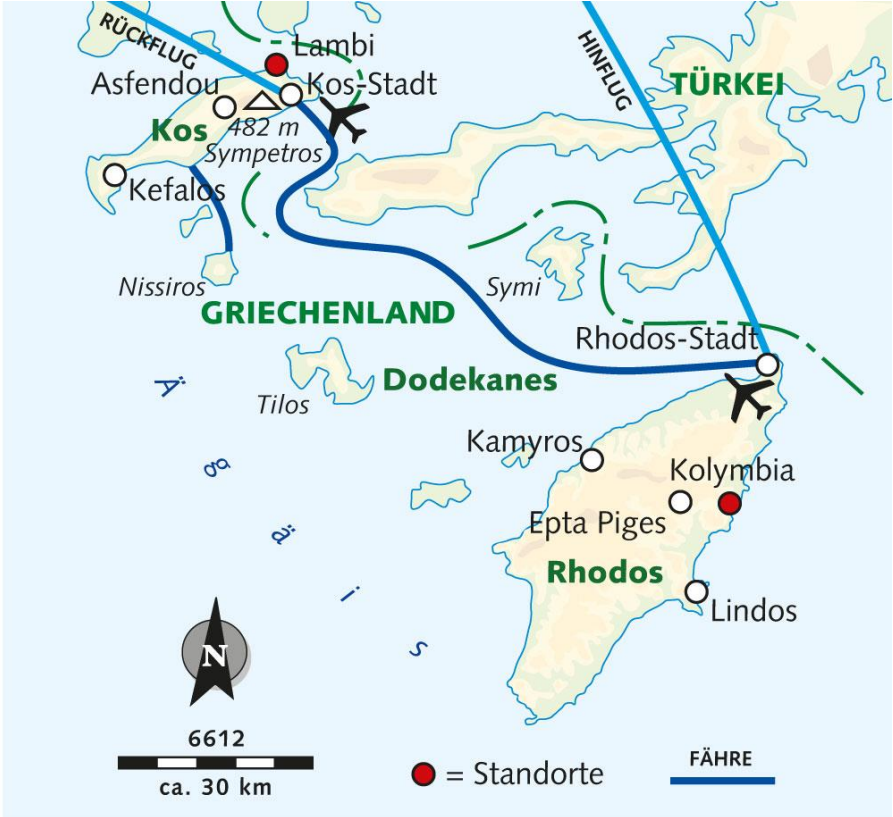 RÜCKFLUG
HINFLUG
Lambi
TÜRKEI
Asfendou
Kos-Stadt
Kos
482 m
Sympetros
Kefalos
Nissiros
Symi
GRIECHENLAND
Rhodos-Stadt
Dodekanes
Tilos
Ägäis
Kamyros
Kolymbia
Epta Piges
Rhodos
Lindos
N
6612
ca. 30 km
= Standorte
FÄHRE